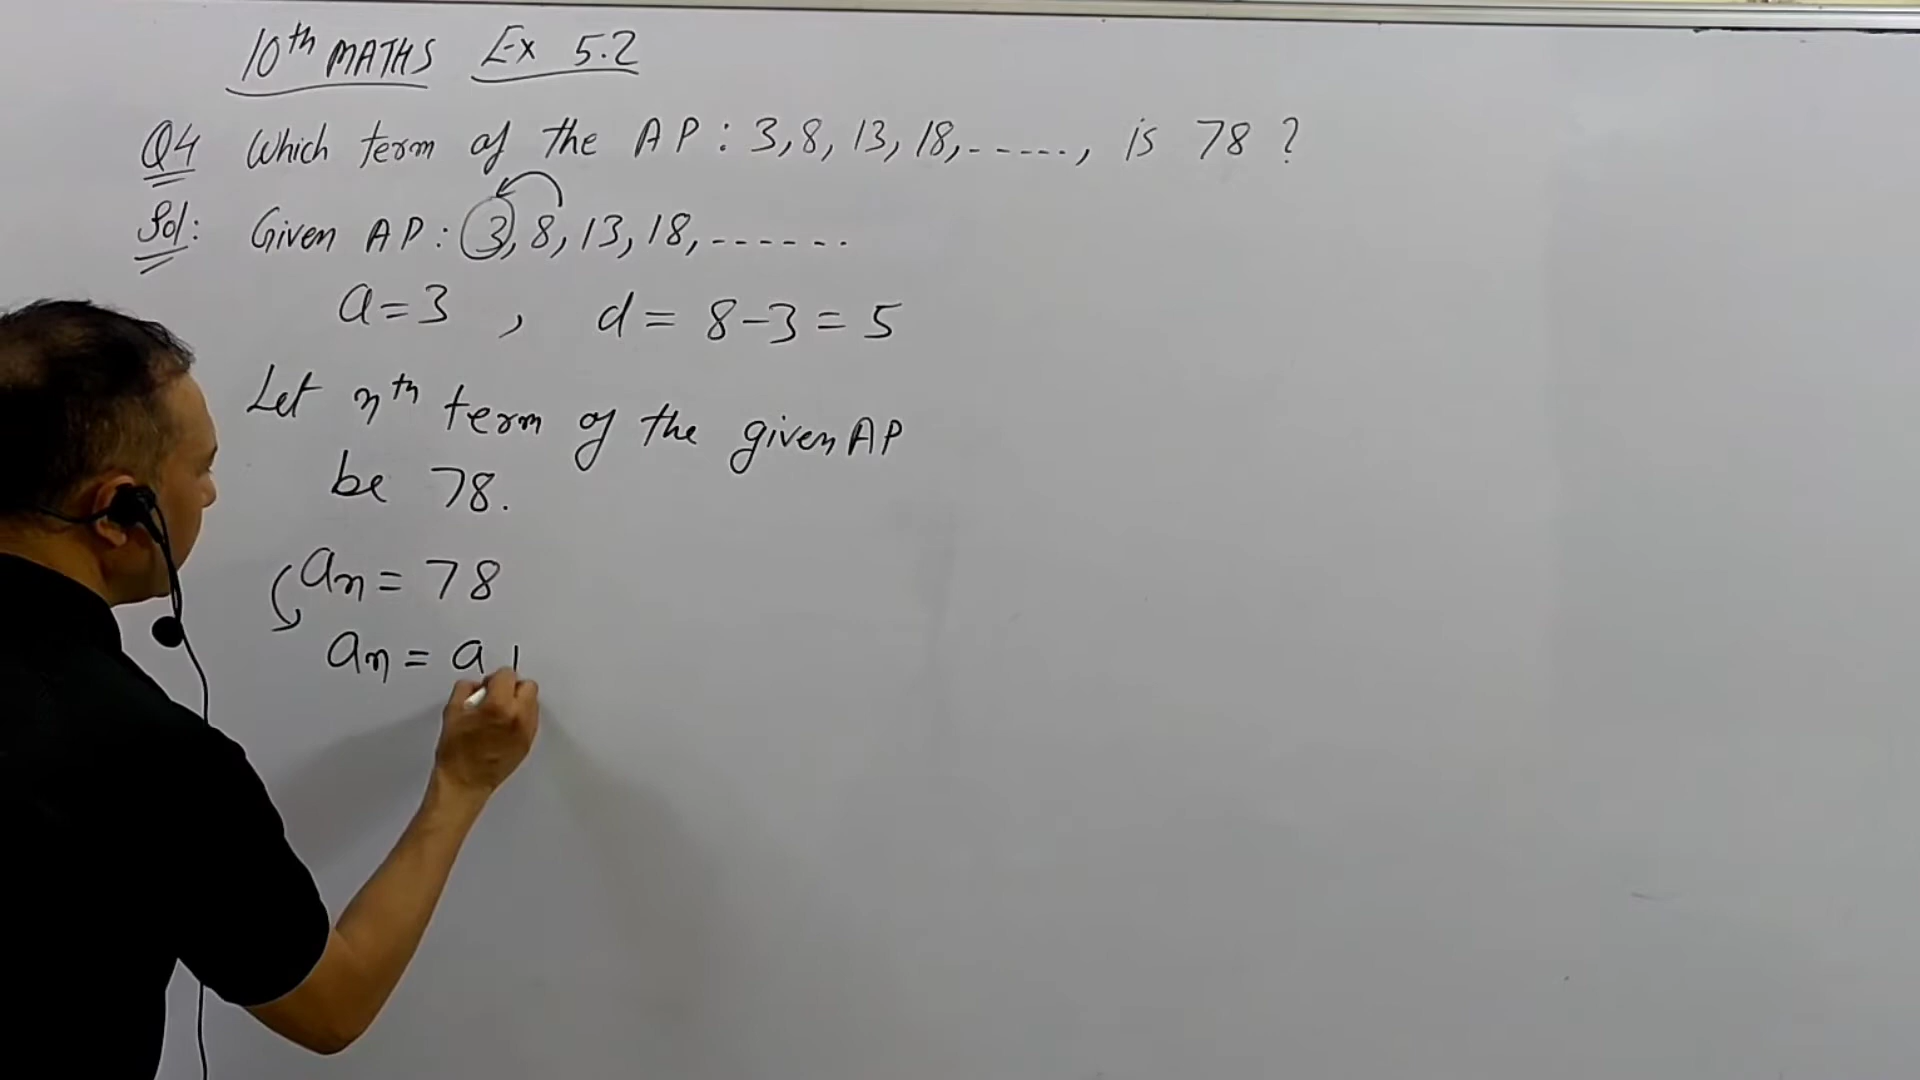 10th MATHS Ex 5.2
Q4 Which term of the AP : 3, 8, 13, 18, ------, is 78 ?
Sol: Given AP : 3, 8, 13, 18, -------
a = 3 , d = 8 - 3 = 5
Let nth term of the given AP
be 78.
an = 78
an = a